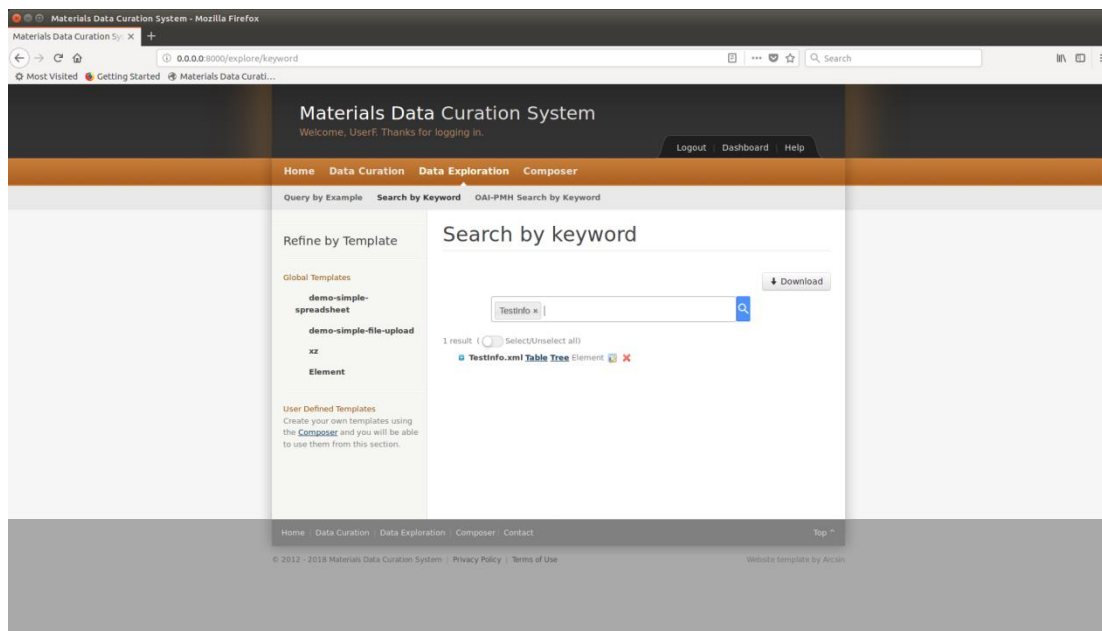 Materials Data Curation System - Mozilla Firefox
Materials Data Curation Sy
0.0.0.0:8000/explore/keyword
Search
Most Visited Getting Started Materials Data Curati...
Materials Data Curation System
Welcome, UserF. Thanks for logging in.
Logout Dashboard Help
Home Data Curation Data Exploration Composer
Query by Example Search by Keyword OAI-PMH Search by Keyword
Refine by Template
Global Templates
demo-simple-
spreadsheet
demo-simple-file-upload
xz
Element
User Defined Templates
Create your own templates using
the Composer and you will be able
to use them from this section.
Search by keyword
Download
TestInfo ×
1 result ( Select/Unselect all)
TestInfo.xml Table Tree Element
Home Data Curation Data Exploration Composer Contact
Top ^
© 2012 - 2018 Materials Data Curation System | Privacy Policy | Terms of Use
Website template by Arcsin